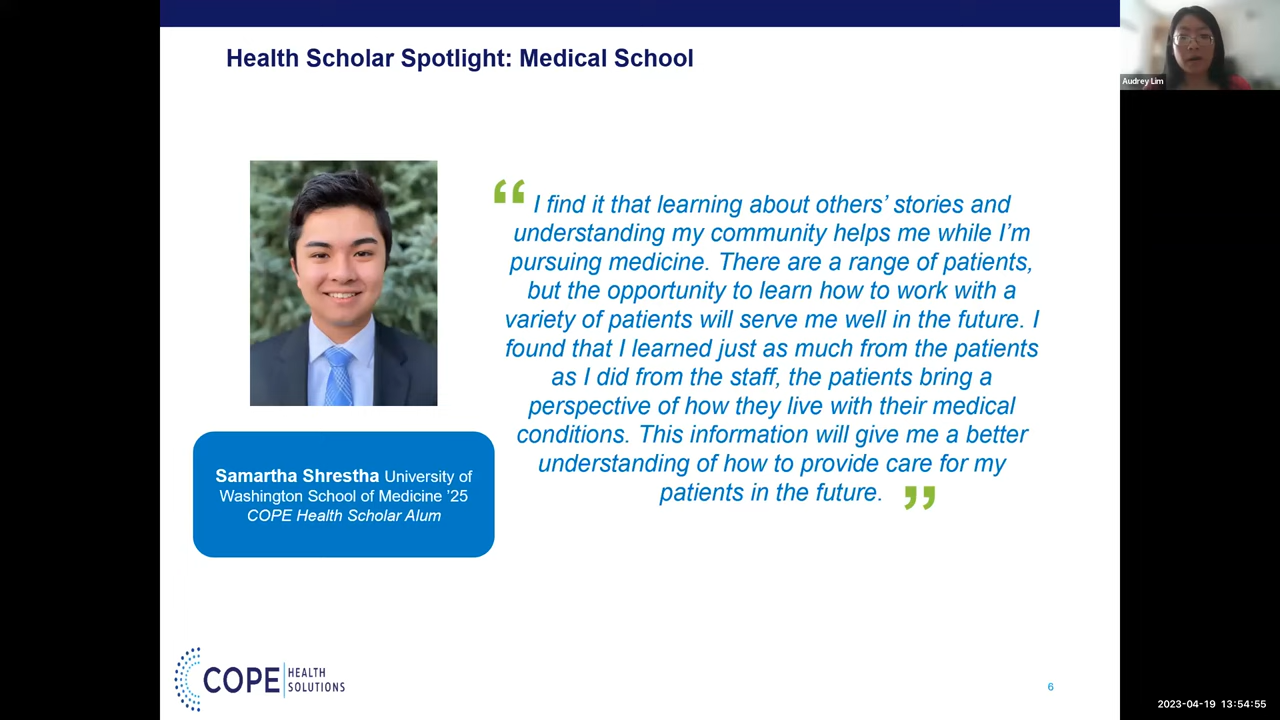 Health Scholar Spotlight: Medical School
Audrey Lim
“ I find it that learning about others’ stories and
understanding my community helps me while I’m
pursuing medicine. There are a range of patients,
but the opportunity to learn how to work with a
variety of patients will serve me well in the future. I
found that I learned just as much from the patients
as I did from the staff, the patients bring a
perspective of how they live with their medical
conditions. This information will give me a better
understanding of how to provide care for my
patients in the future. ”
Samartha Shrestha University of
Washington School of Medicine ’25
COPE Health Scholar Alum
COPE HEALTH
SOLUTIONS
6
2023-04-19 13:54:55